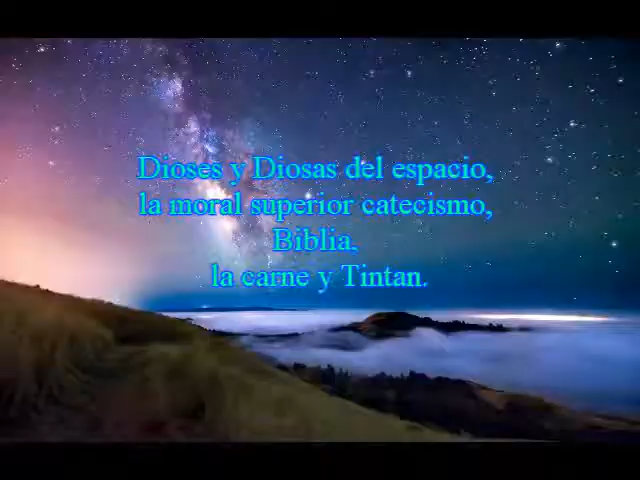 Dioses y Diosas del espacio,
la moral superior catecismo,
Biblia,
la carne y Tintan.